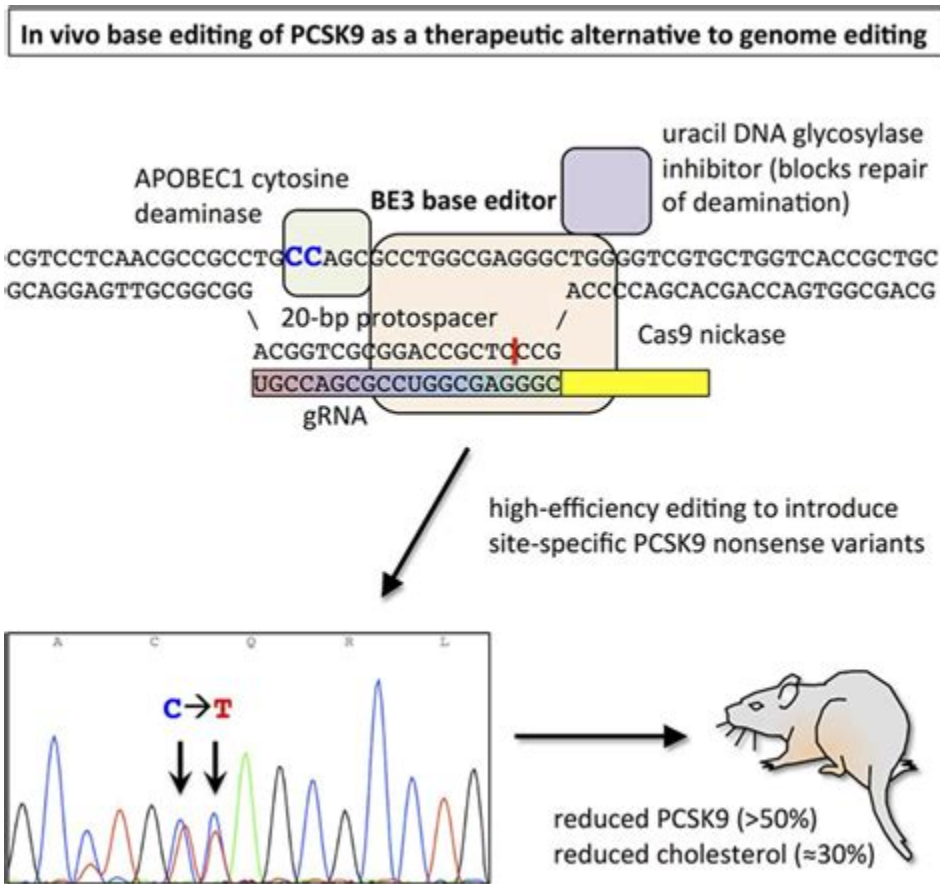 In vivo base editing of PCSK9 as a therapeutic alternative to genome editing
uracil DNA glycosylase
inhibitor (blocks repair
of deamination)
APOBEC1 cytosine
deaminase
BE3 base editor
CGTCCTCAACGCCGCCTGCCAGCGCCTGGCGAGGGCTGGGGTCGTGCTGGTCACCGCTGC
GCAGGAGTTGCGGCGG ACCCCAGCACGACCAGTGGCGACG
20-bp protospacer
Cas9 nickase
ACGGTCGCGGACCGCTCCCG
UGCCAGCGCCUGGCGAGGGC
gRNA
high-efficiency editing to introduce
site-specific PCSK9 nonsense variants
A C Q R L
C→T
reduced PCSK9 (>50%)
reduced cholesterol (≈30%)